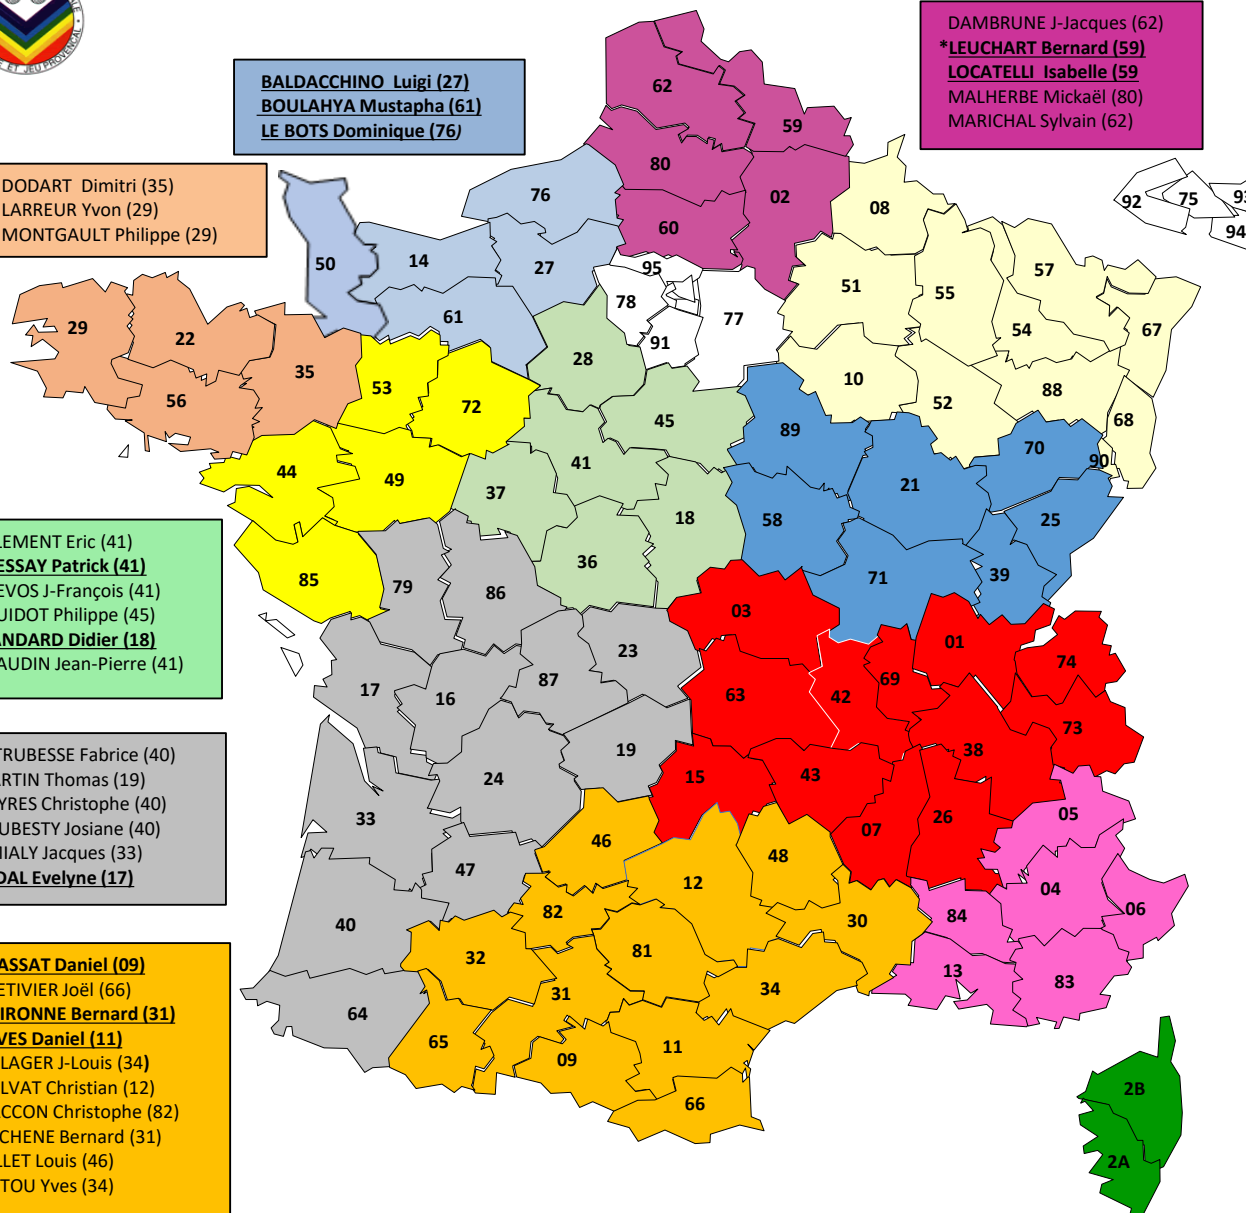 ET JEU PROVENÇAL
BALDACCHINO Luigi (27)
BOULAHYA Mustapha (61)
LE BOTS Dominique (76)
DAMBRUNE J-Jacques (62)
*LEUCHART Bernard (59)
LOCATELLI Isabelle (59
MALHERBE Mickaël (80)
MARICHAL Sylvain (62)
DODART Dimitri (35)
LARREUR Yvon (29)
MONTGAULT Philippe (29)
LEMENT Eric (41)
ESSAY Patrick (41)
EVOS J-François (41)
UIDOT Philippe (45)
ANDARD Didier (18)
AUDIN Jean-Pierre (41)
TRUBESSE Fabrice (40)
ARTIN Thomas (19)
YRES Christophe (40)
UBESTY Josiane (40)
IALY Jacques (33)
DAL Evelyne (17)
ASSAT Daniel (09)
ETIVIER Joël (66)
IRONNE Bernard (31)
VES Daniel (11)
LAGER J-Louis (34)
LVAT Christian (12)
CCON Christophe (82)
CHENE Bernard (31)
LLET Louis (46)
TOU Yves (34)
62
59
80
02
60
76
27
14
50
61
08
51
55
57
54
67
10
52
88
68
92
75
93
94
95
78
77
91
29
22
35
56
53
72
44
49
85
28
45
41
37
18
36
89
21
70
90
58
25
71
39
79
86
23
87
17
16
19
24
33
47
40
64
03
01
74
63
42
69
73
38
15
43
07
26
05
04
06
84
13
83
46
48
12
30
82
81
32
31
34
65
09
11
66
2B
2A